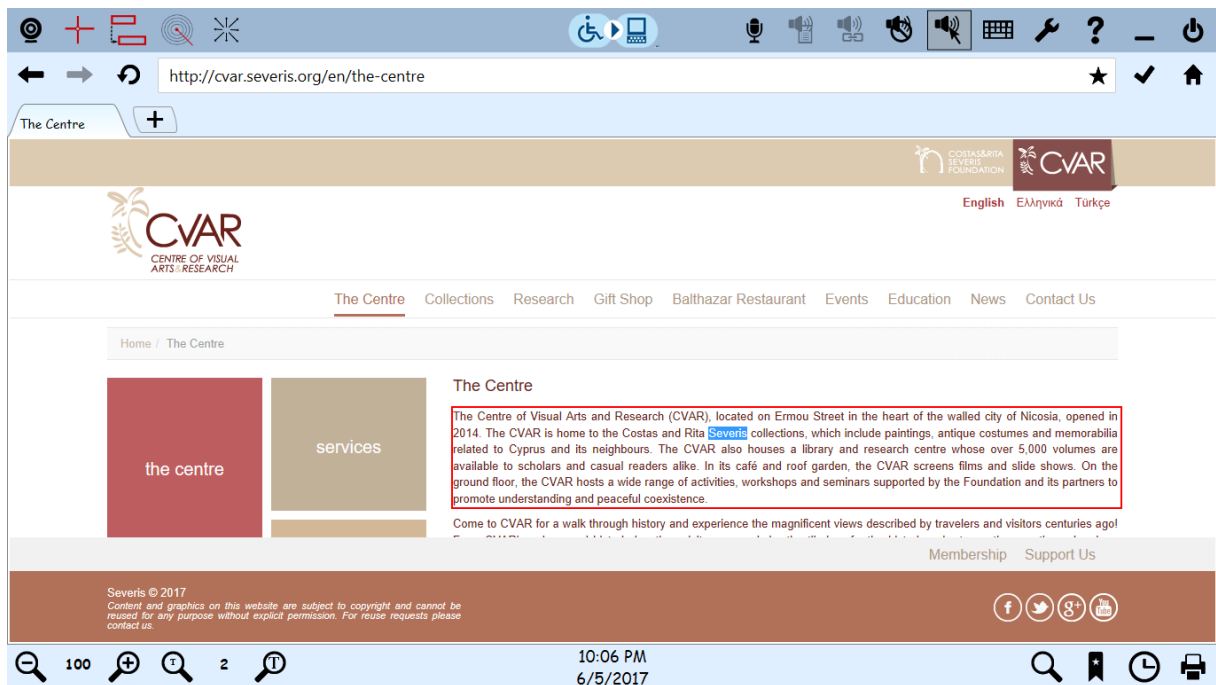 http://cvar.severis.org/en/the-centre
The Centre
COSTAS&RITA
SEVERIS
FOUNDATION
CVAR
English Ελληνικά Türkçe
CVAR
CENTRE OF VISUAL
ARTS&RESEARCH
The Centre Collections Research Gift Shop Balthazar Restaurant Events Education News Contact Us
Home / The Centre
the centre
services
The Centre
The Centre of Visual Arts and Research (CVAR), located on Ermou Street in the heart of the walled city of Nicosia, opened in
2014. The CVAR is home to the Costas and Rita Severis collections, which include paintings, antique costumes and memorabilia
related to Cyprus and its neighbours. The CVAR also houses a library and research centre whose over 5,000 volumes are
available to scholars and casual readers alike. In its café and roof garden, the CVAR screens films and slide shows. On the
ground floor, the CVAR hosts a wide range of activities, workshops and seminars supported by the Foundation and its partners to
promote understanding and peaceful coexistence.
Come to CVAR for a walk through history and experience the magnificent views described by travelers and visitors centuries ago!
Membership Support Us
Severis © 2017
Content and graphics on this website are subject to copyright and cannot be
reused for any purpose without explicit permission. For reuse requests please
contact us.
100
2
10:06 PM
6/5/2017